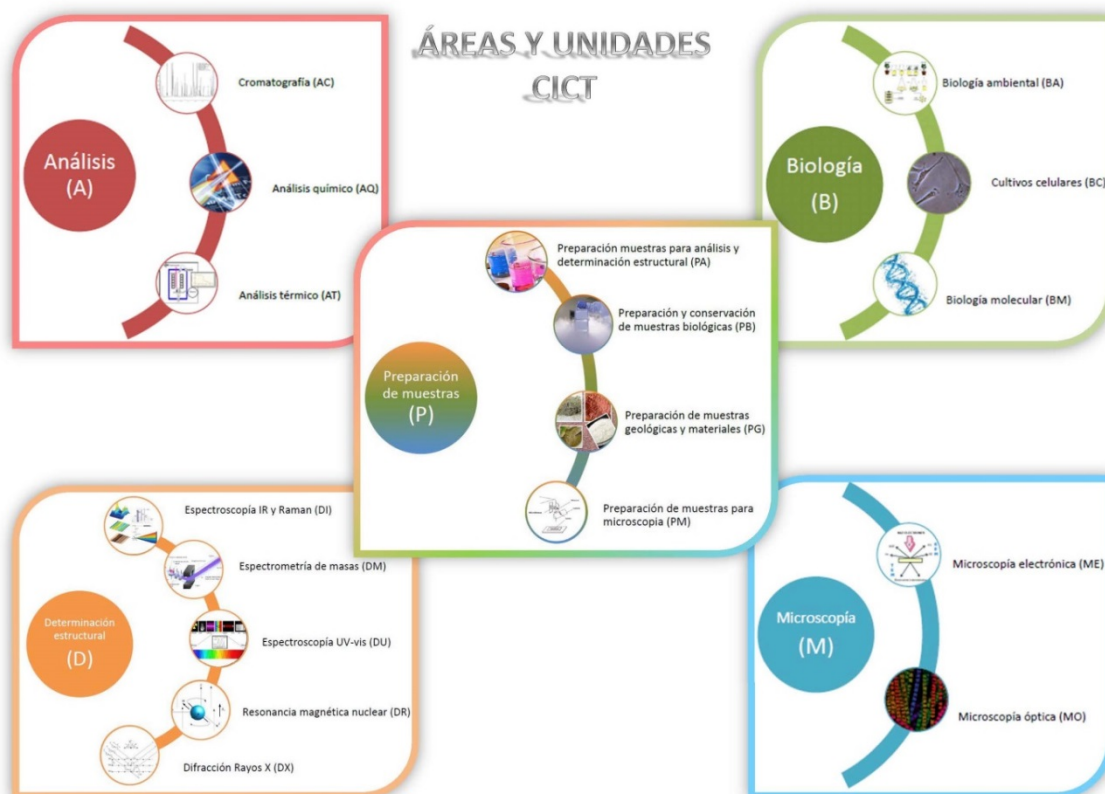 ÁREAS Y UNIDADES
CICT
Análisis
(A)
Cromatografía (AC)
Análisis químico (AQ)
Análisis térmico (AT)
Biología
(B)
Biología ambiental (BA)
Cultivos celulares (BC)
Biología molecular (BM)
Preparación
de muestras
(P)
Preparación muestras para análisis y
determinación estructural (PA)
Preparación y conservación
de muestras biológicas (PB)
Preparación de muestras
geológicas y materiales (PG)
Preparación de muestras para
microscopia (PM)
Determinación
estructural
(D)
Espectroscopía IR y Raman (DI)
Espectrometría de masas (DM)
Espectroscopía UV-vis (DU)
Resonancia magnética nuclear (DR)
Difracción Rayos X (DX)
Microscopía
(M)
Microscopía electrónica (ME)
Microscopía óptica (MO)